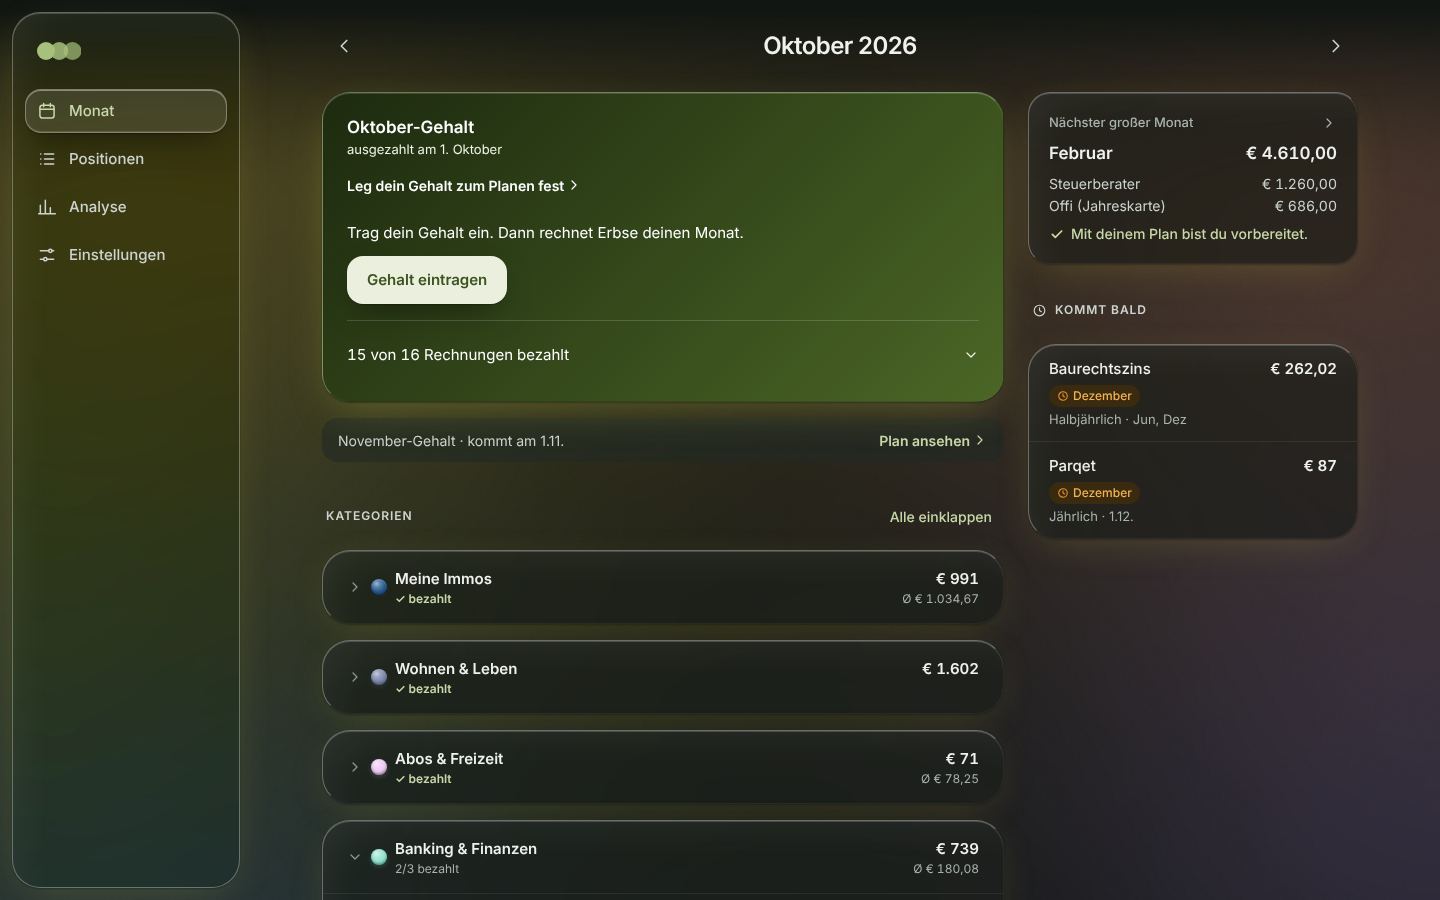 Monat
Positionen
Analyse
Einstellungen
Oktober 2026
Oktober-Gehalt
ausgezahlt am 1. Oktober
Leg dein Gehalt zum Planen fest
Trag dein Gehalt ein. Dann rechnet Erbse deinen Monat.
Gehalt eintragen
15 von 16 Rechnungen bezahlt
November-Gehalt · kommt am 1.11.
Plan ansehen
KATEGORIEN
Alle einklappen
Meine Immos
€ 991
bezahlt
Ø € 1.034,67
Wohnen & Leben
€ 1.602
bezahlt
Abos & Freizeit
€ 71
bezahlt
Ø € 78,25
Banking & Finanzen
€ 739
2/3 bezahlt
Ø € 180,08
Nächster großer Monat
Februar
€ 4.610,00
Steuerberater
€ 1.260,00
Offi (Jahreskarte)
€ 686,00
Mit deinem Plan bist du vorbereitet.
KOMMT BALD
Baurechtszins
€ 262,02
Dezember
Halbjährlich · Jun, Dez
Parqet
€ 87
Dezember
Jährlich · 1.12.